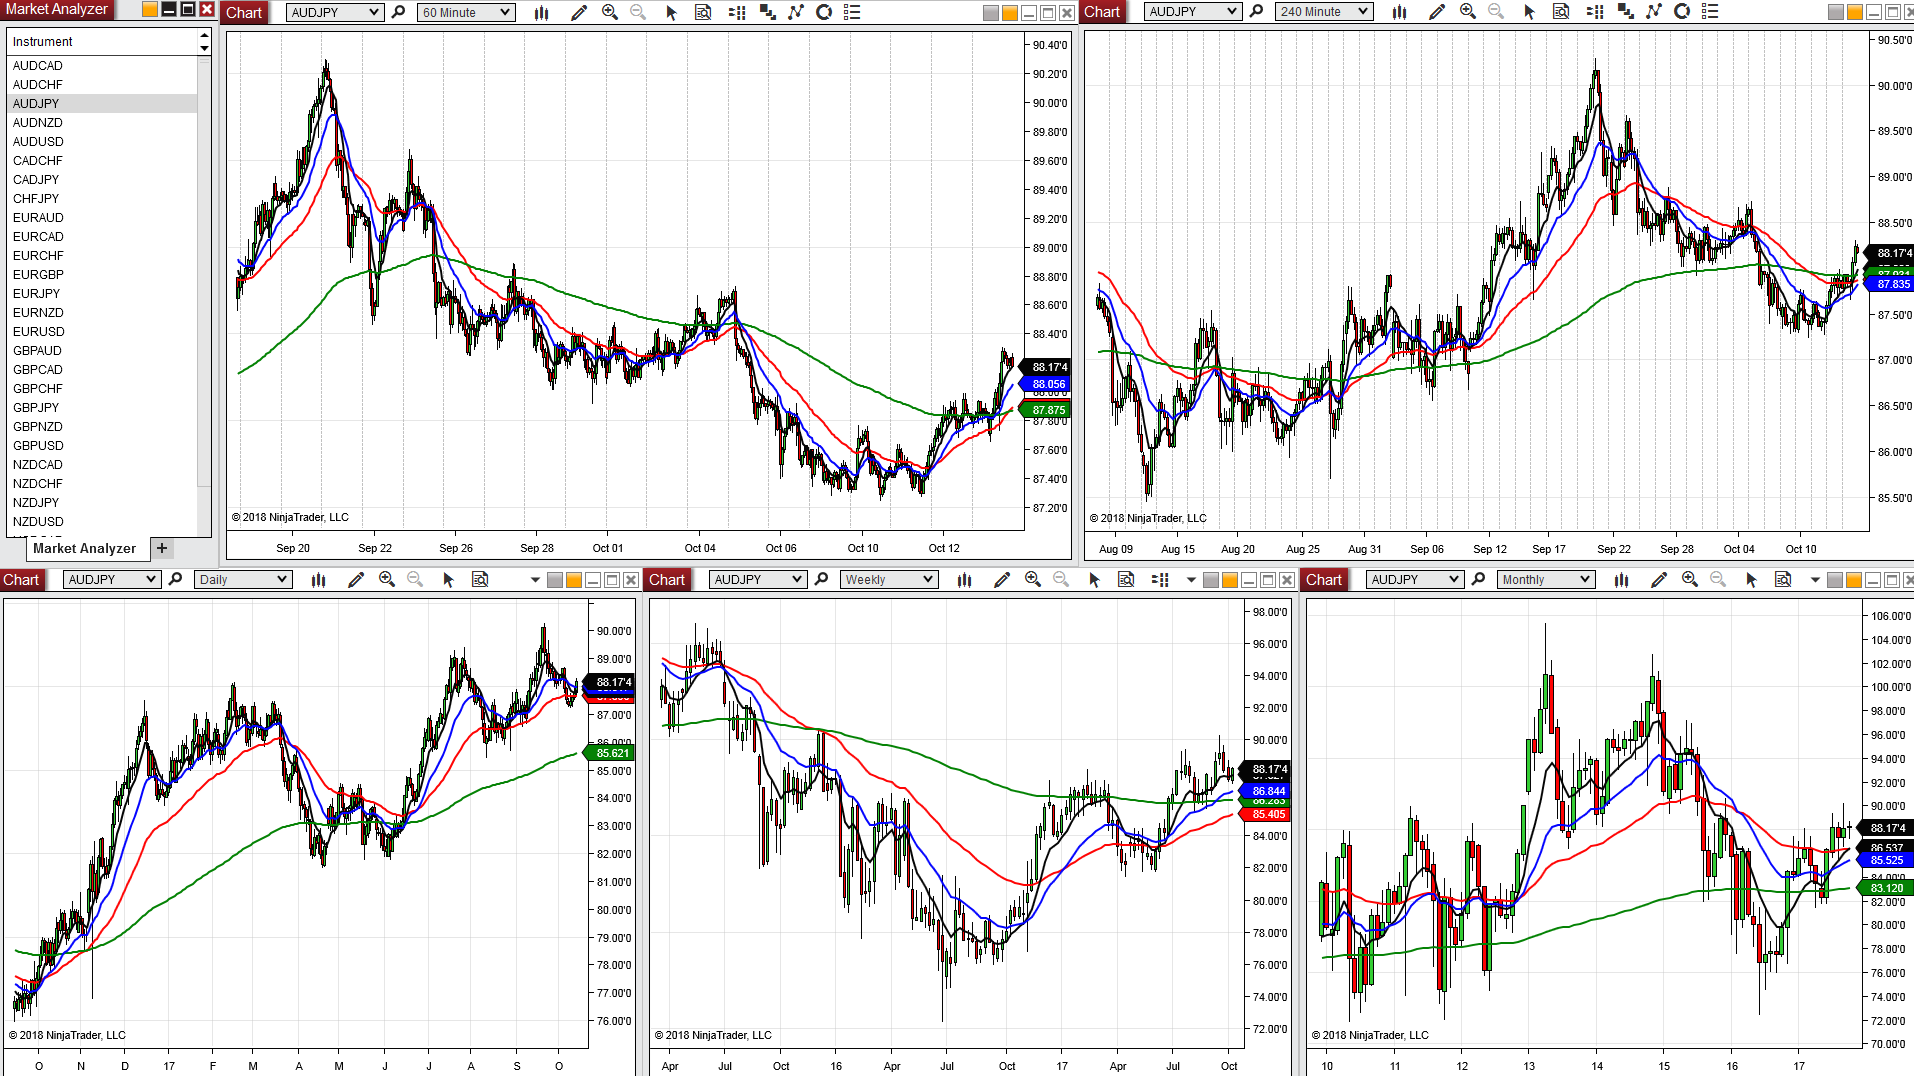 Market Analyzer
Instrument
AUDCAD
AUDCHF
AUDJPY
AUDNZD
AUDUSD
CADCHF
CADJPY
CHFJPY
EURAUD
EURCAD
EURCHF
EURGBP
EURJPY
EURNZD
EURUSD
GBPAUD
GBPCAD
GBPCHF
GBPJPY
GBPNZD
GBPUSD
NZDCAD
NZDCHF
NZDJPY
NZDUSD
Market Analyzer +
Chart AUDJPY 60 Minute
90.40'0
90.20'0
90.00'0
89.80'0
89.60'0
89.40'0
89.20'0
89.00'0
88.80'0
88.60'0
88.40'0
88.17'4
88.056
88.00'0
87.875
87.80'0
87.60'0
87.40'0
87.20'0
© 2018 NinjaTrader, LLC
Sep 20 Sep 22 Sep 26 Sep 28 Oct 01 Oct 04 Oct 06 Oct 10 Oct 12
Chart AUDJPY 240 Minute
90.50'0
90.00'0
89.50'0
89.00'0
88.50'0
88.17'4
87.931
87.835
87.50'0
87.00'0
86.50'0
86.00'0
85.50'0
© 2018 NinjaTrader, LLC
Aug 09 Aug 15 Aug 20 Aug 25 Aug 31 Sep 06 Sep 12 Sep 17 Sep 22 Sep 28 Oct 04 Oct 10
Chart AUDJPY Daily
90.00'0
89.00'0
88.17'4
87.00'0
86.00'0
85.621
85.00'0
84.00'0
83.00'0
82.00'0
81.00'0
80.00'0
79.00'0
78.00'0
77.00'0
76.00'0
© 2018 NinjaTrader, LLC
O N D 17 F M A M J J A S O
Chart AUDJPY Weekly
98.00'0
96.00'0
94.00'0
92.00'0
90.00'0
88.17'4
86.844
86.283
85.405
84.00'0
82.00'0
80.00'0
78.00'0
76.00'0
74.00'0
72.00'0
© 2018 NinjaTrader, LLC
Apr Jul Oct 16 Apr Jul Oct 17 Apr Jul Oct
Chart AUDJPY Monthly
106.00'0
104.00'0
102.00'0
100.00'0
98.00'0
96.00'0
94.00'0
92.00'0
90.00'0
88.17'4
86.537
85.525
84.00'0
83.120
82.00'0
80.00'0
78.00'0
76.00'0
74.00'0
72.00'0
70.00'0
© 2018 NinjaTrader, LLC
10 11 12 13 14 15 16 17